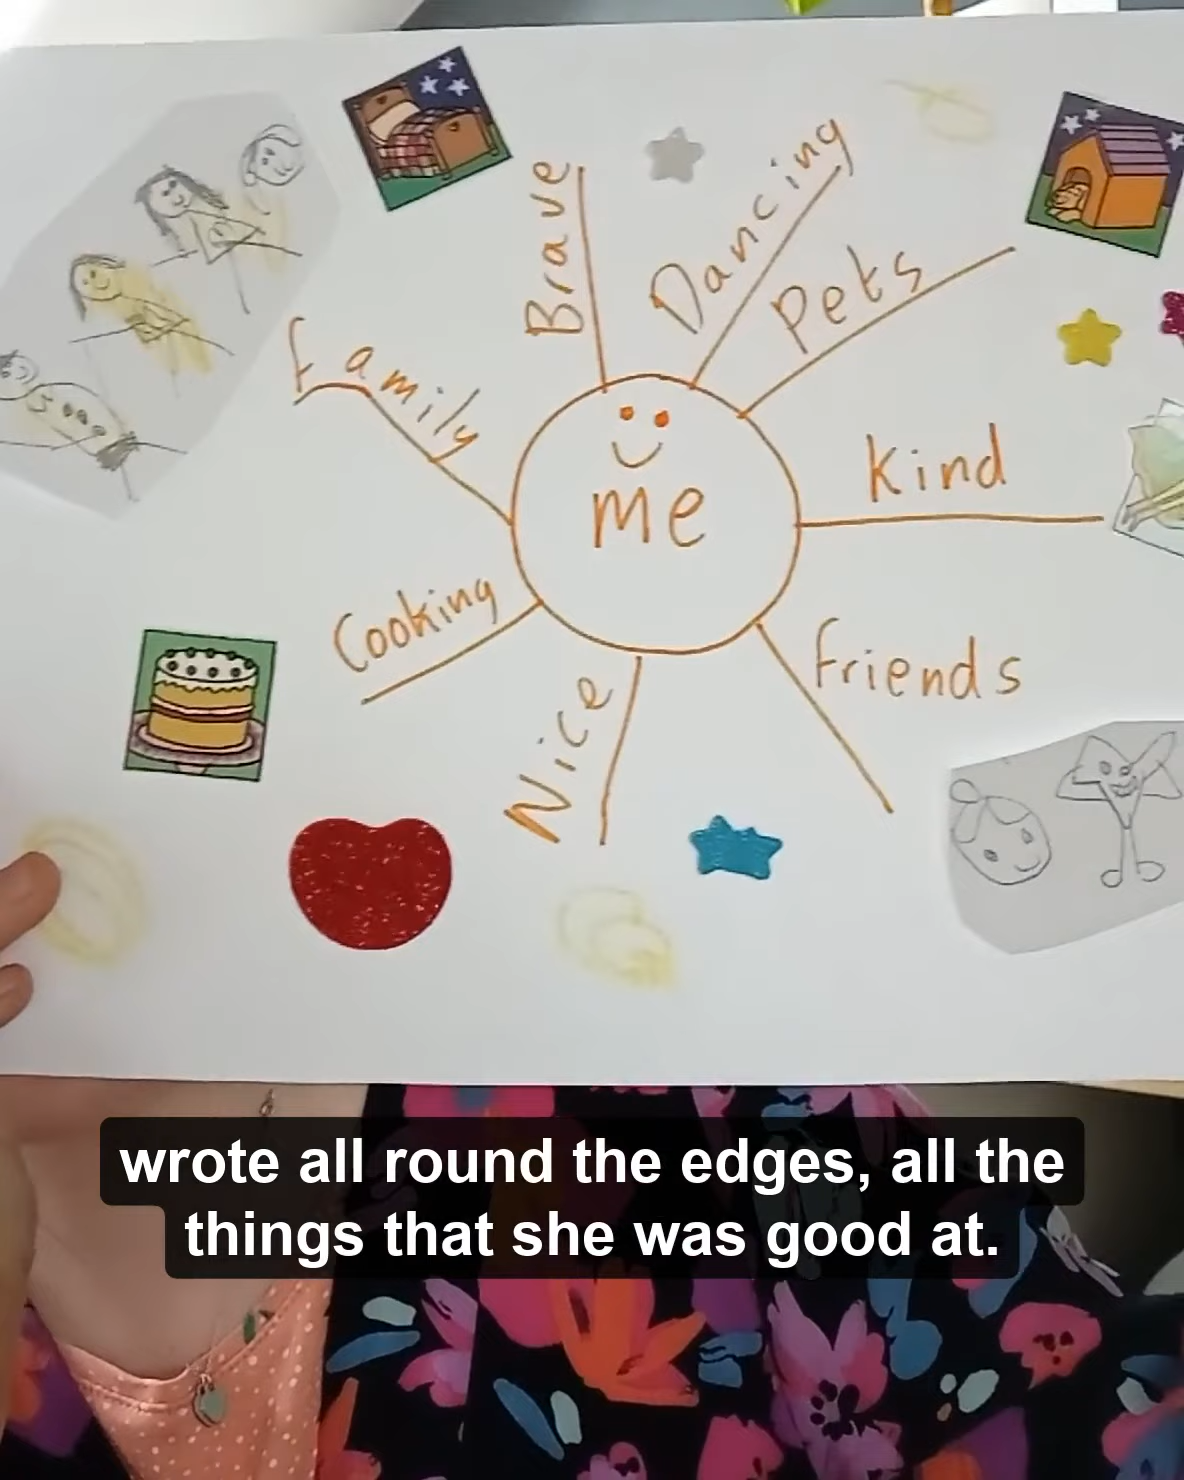 Brave
Dancing
Pets
Family
Kind
me
Cooking
Friends
Nice
wrote all round the edges, all the
things that she was good at.